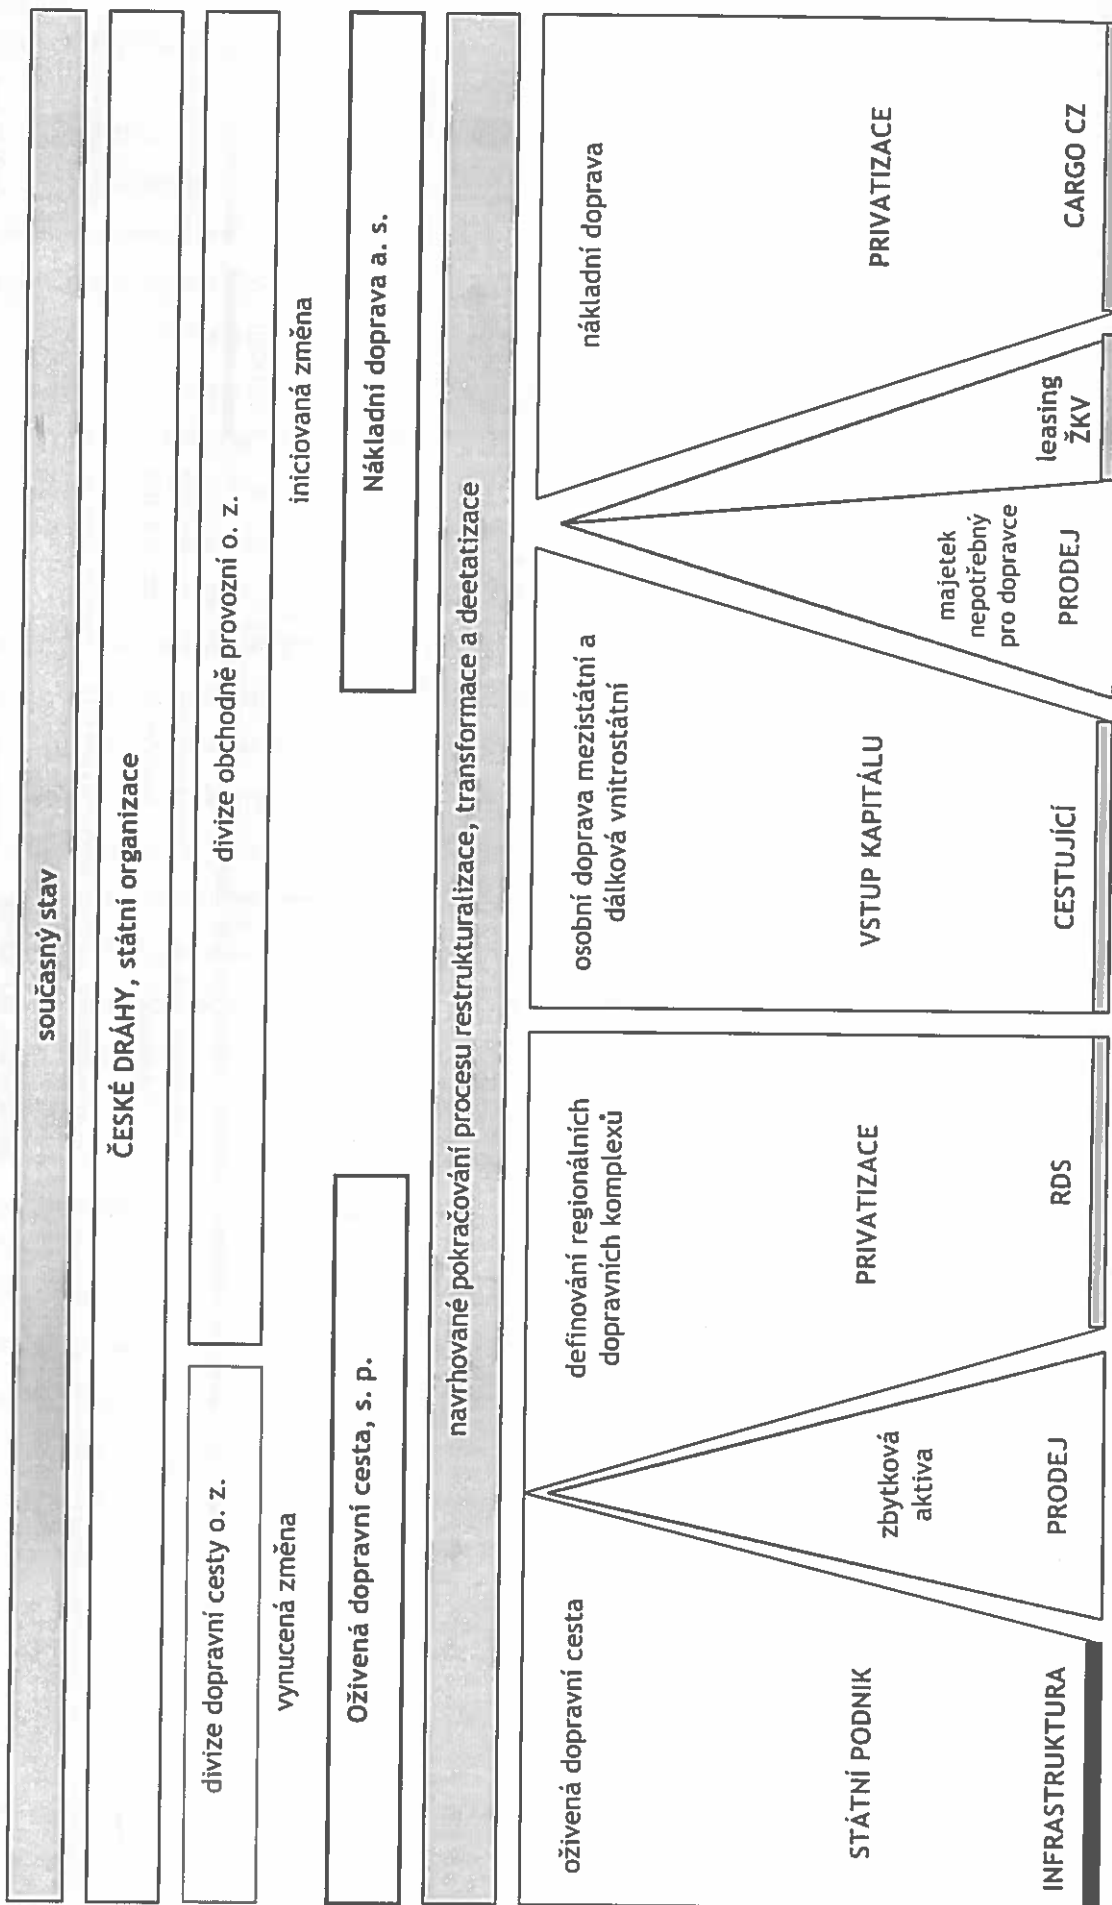 současný stav
ČESKÉ DRÁHY, státní organizace
divize dopravní cesty o. z.
divize obchodně provozní o. z.
vynucená změna
iniciovaná změna
Oživená dopravní cesta, s. p.
Nákladní doprava a. s.
navrhované pokračování procesu restrukturalizace, transformace a deetatizace
oživená dopravní cesta
STÁTNÍ PODNIK
INFRASTRUKTURA
zbytková
aktiva
PRODEJ
definování regionálních
dopravních komplexů
PRIVATIZACE
RDS
osobní doprava mezistátní a
dálková vnitrostátní
VSTUP KAPITÁLU
CESTUJÍCÍ
majetek
nepotřebný
pro dopravce
PRODEJ
leasing
ŽKV
nákladní doprava
PRIVATIZACE
CARGO CZ